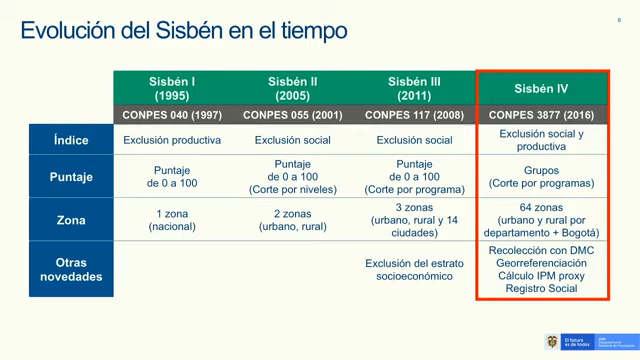 6
Evolución del Sisbén en el tiempo
Sisbén I
(1995)
Sisbén II
(2005)
Sisbén III
(2011)
Sisbén IV
CONPES 040 (1997)
CONPES 055 (2001)
CONPES 117 (2008)
CONPES 3877 (2016)
Índice
Exclusión productiva
Exclusión social
Exclusión social
Exclusión social y
productiva
Puntaje
Puntaje
de 0 a 100
Puntaje
de 0 a 100
(Corte por niveles)
Puntaje
de 0 a 100
(Corte por programa)
Grupos
(Corte por programas)
Zona
1 zona
(nacional)
2 zonas
(urbano, rural)
3 zonas
(urbano, rural y 14
ciudades)
64 zonas
(urbano y rural por
departamento + Bogotá)
Otras
novedades
Exclusión del estrato
socioeconómico
Recolección con DMC
Georreferenciación
Cálculo IPM proxy
Registro Social
El futuro
es de todos
DNP
Departamento
Nacional de Planeación